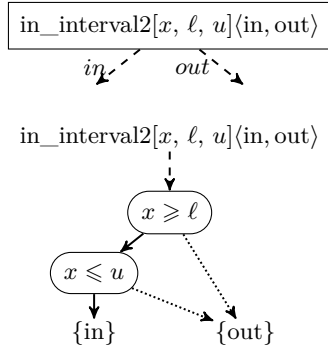 in_interval2[x, ℓ, u]⟨in, out⟩
in out
in_interval2[x, ℓ, u]⟨in, out⟩
x ⩾ ℓ
x ⩽ u
{in} {out}